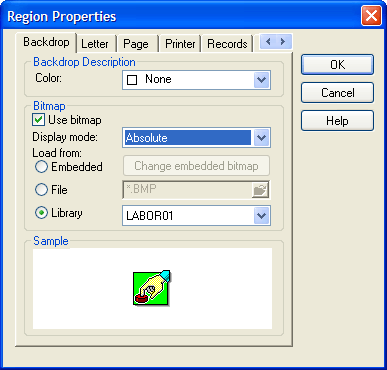 Region Properties
Backdrop Letter Page Printer Records
Backdrop Description
Color: None
Bitmap
Use bitmap
Display mode: Absolute
Load from:
Embedded Change embedded bitmap
File *.BMP
Library LABOR01
Sample
OK
Cancel
Help